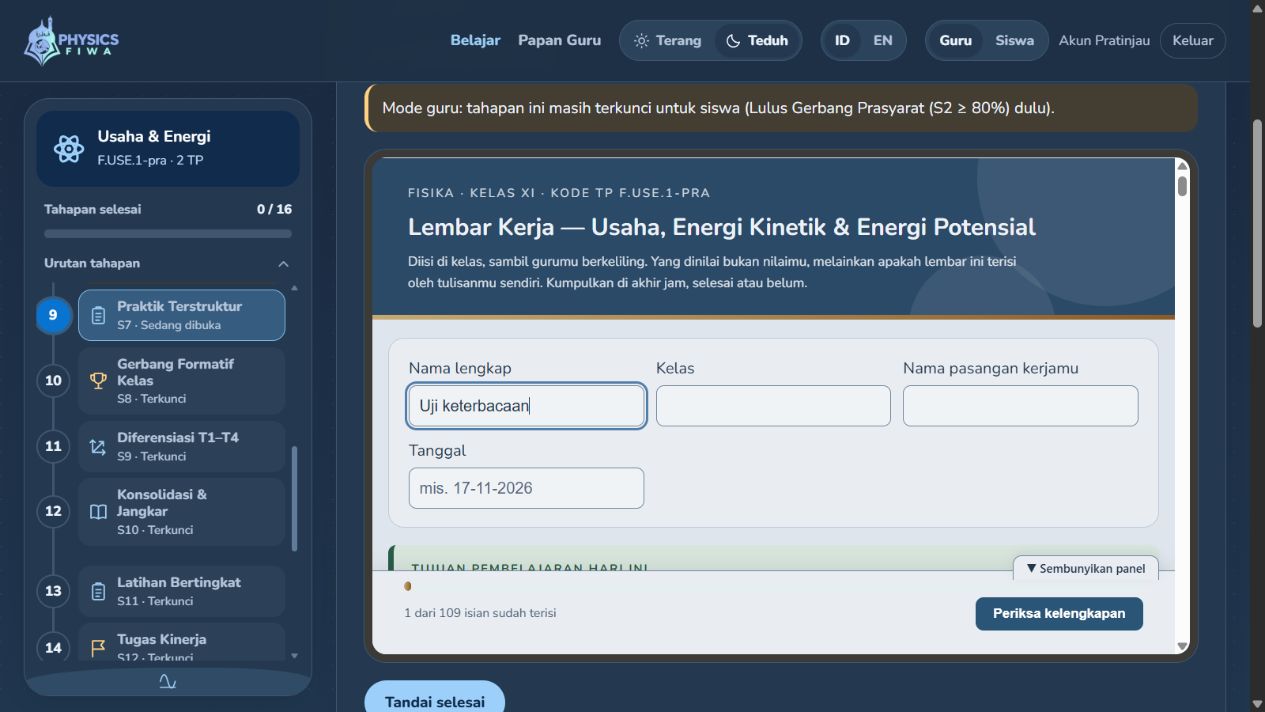 PHYSICS
FIWA
Belajar
Papan Guru
Terang
Teduh
ID
EN
Guru
Siswa
Akun Pratinjau
Keluar
Usaha & Energi
F.USE.1-pra · 2 TP
Tahapan selesai
0 / 16
Urutan tahapan
9
Praktik Terstruktur
S7 · Sedang dibuka
10
Gerbang Formatif
Kelas
S8 · Terkunci
11
Diferensiasi T1–T4
S9 · Terkunci
12
Konsolidasi &
Jangkar
S10 · Terkunci
13
Latihan Bertingkat
S11 · Terkunci
14
Tugas Kinerja
S12 · Terkunci
Mode guru: tahapan ini masih terkunci untuk siswa (Lulus Gerbang Prasyarat (S2 ≥ 80%) dulu).
FISIKA · KELAS XI · KODE TP F.USE.1-PRA
Lembar Kerja — Usaha, Energi Kinetik & Energi Potensial
Diisi di kelas, sambil gurumu berkeliling. Yang dinilai bukan nilaimu, melainkan apakah lembar ini terisi
oleh tulisanmu sendiri. Kumpulkan di akhir jam, selesai atau belum.
Nama lengkap
Kelas
Nama pasangan kerjamu
Uji keterbacaan
Tanggal
mis. 17-11-2026
TUJUAN PEMBELAJARAN HARI INI
▼ Sembunyikan panel
1 dari 109 isian sudah terisi
Periksa kelengkapan
Tandai selesai